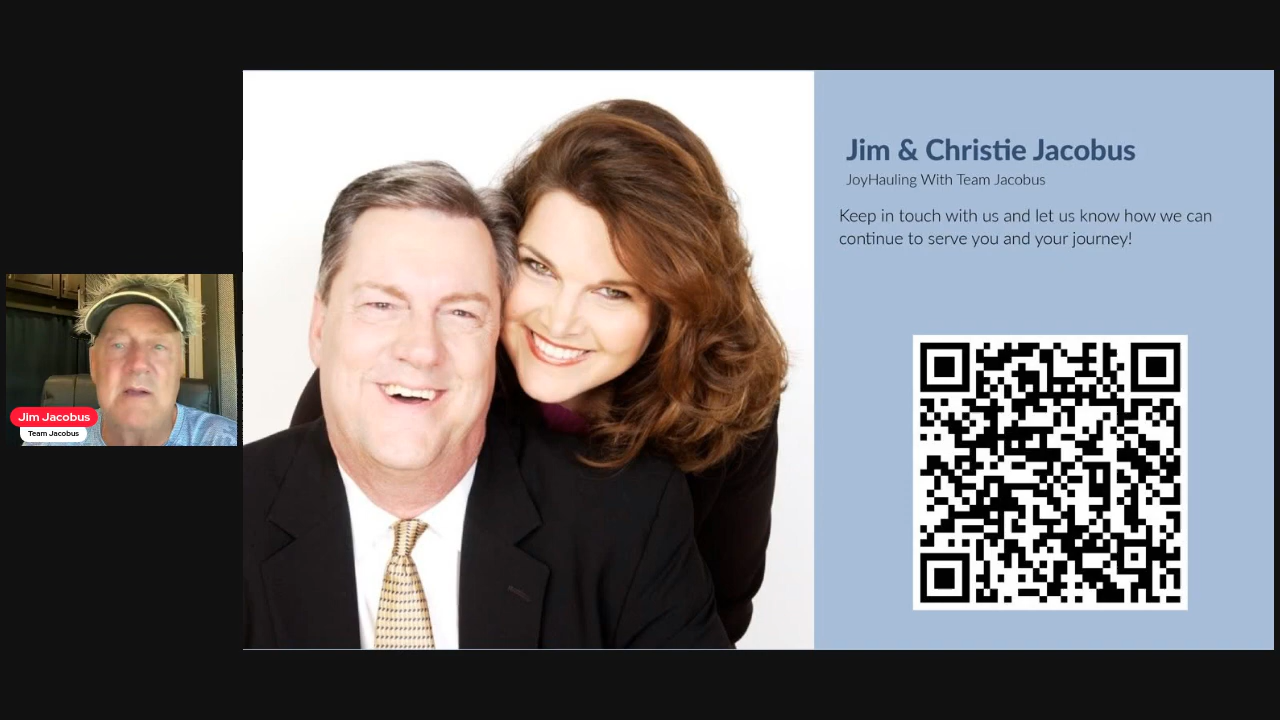 Jim & Christie Jacobus
JoyHauling With Team Jacobus
Keep in touch with us and let us know how we can
continue to serve you and your journey!
Jim Jacobus
Team Jacobus